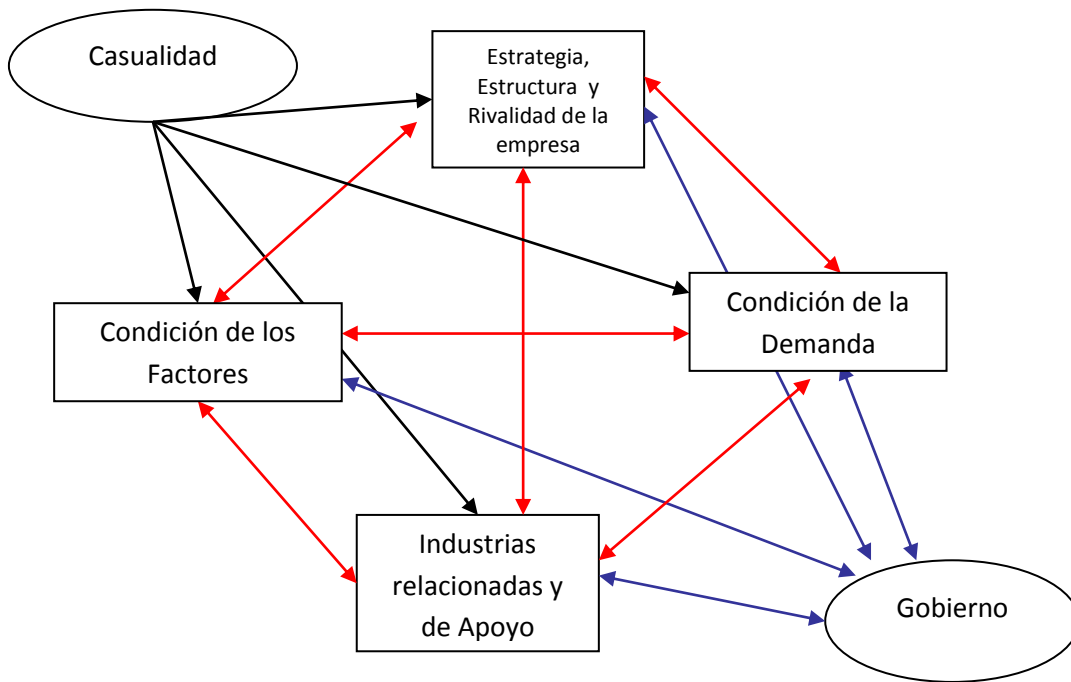 Casualidad
Estrategia,
Estructura y
Rivalidad de la
empresa
Condición de los
Factores
Condición de la
Demanda
Industrias
relacionadas y
de Apoyo
Gobierno